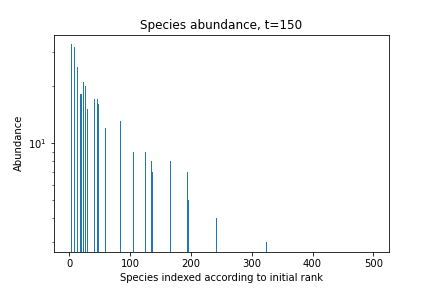 Species abundance, t=150
Abundance
10¹
0 100 200 300 400 500
Species indexed according to initial rank